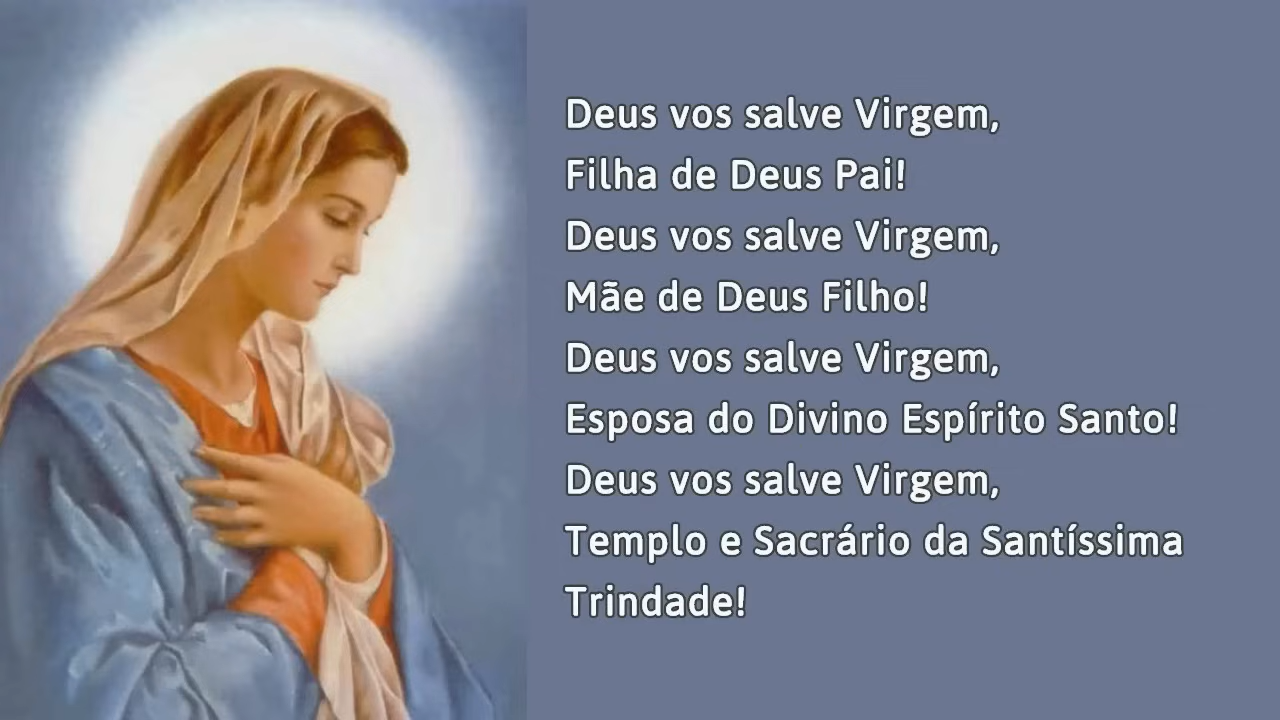 Deus vos salve Virgem,
Filha de Deus Pai!
Deus vos salve Virgem,
Mãe de Deus Filho!
Deus vos salve Virgem,
Esposa do Divino Espírito Santo!
Deus vos salve Virgem,
Templo e Sacrário da Santíssima
Trindade!